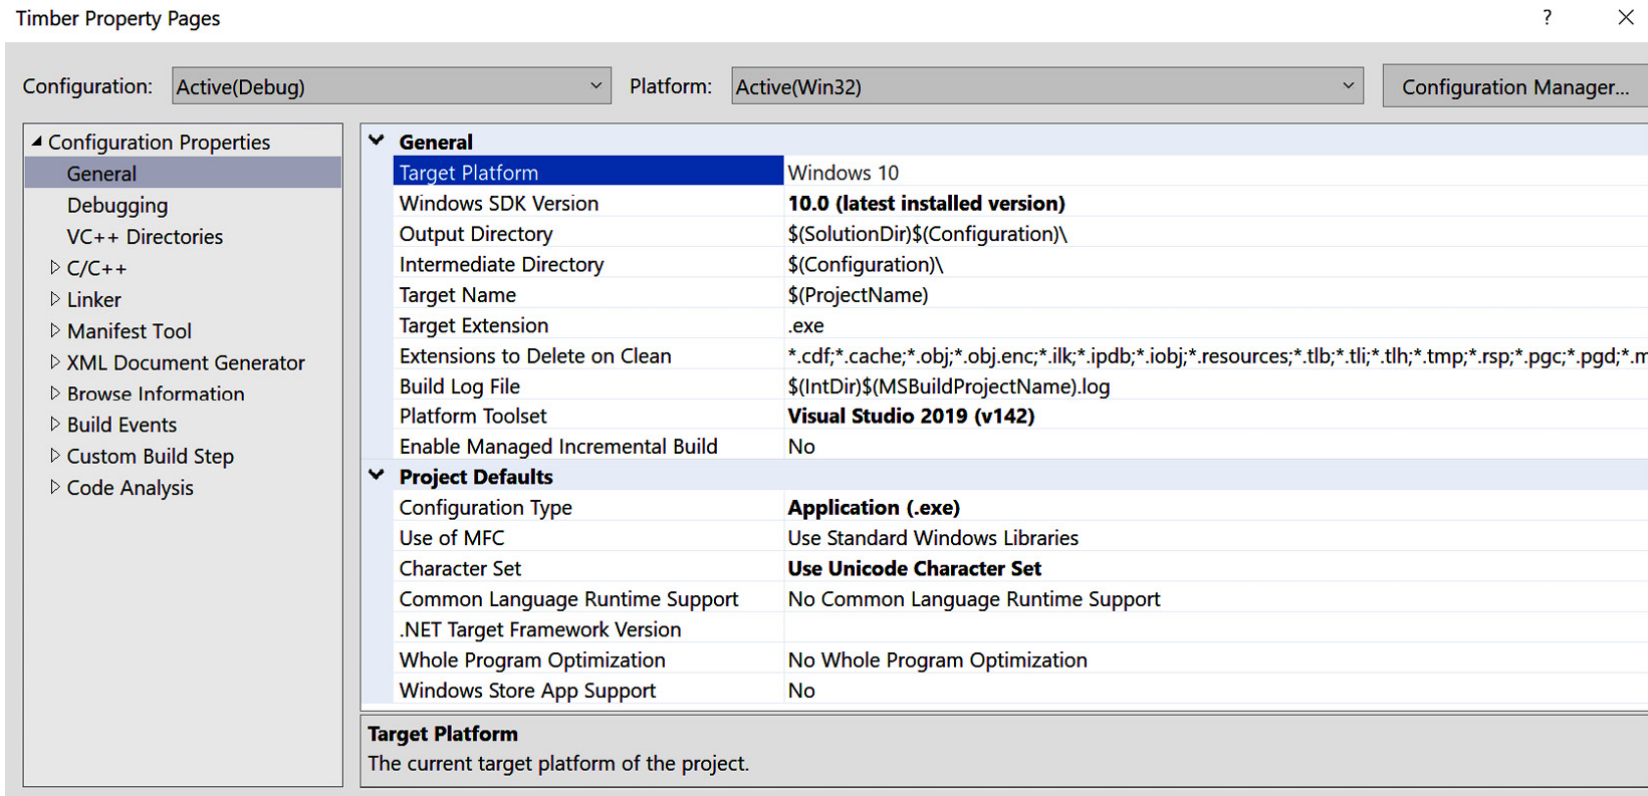 Timber Property Pages ? ×
Configuration: Active(Debug) Platform: Active(Win32) Configuration Manager...
Configuration Properties
General
Debugging
VC++ Directories
C/C++
Linker
Manifest Tool
XML Document Generator
Browse Information
Build Events
Custom Build Step
Code Analysis
General
Target Platform Windows 10
Windows SDK Version 10.0 (latest installed version)
Output Directory $(SolutionDir)$(Configuration)\
Intermediate Directory $(Configuration)\
Target Name $(ProjectName)
Target Extension .exe
Extensions to Delete on Clean *.cdf;*.cache;*.obj;*.obj.enc;*.ilk;*.ipdb;*.iobj;*.resources;*.tlb;*.tli;*.tlh;*.tmp;*.rsp;*.pgc;*.pgd;*.m
Build Log File $(IntDir)$(MSBuildProjectName).log
Platform Toolset Visual Studio 2019 (v142)
Enable Managed Incremental Build No
Project Defaults
Configuration Type Application (.exe)
Use of MFC Use Standard Windows Libraries
Character Set Use Unicode Character Set
Common Language Runtime Support No Common Language Runtime Support
.NET Target Framework Version
Whole Program Optimization No Whole Program Optimization
Windows Store App Support No
Target Platform
The current target platform of the project.